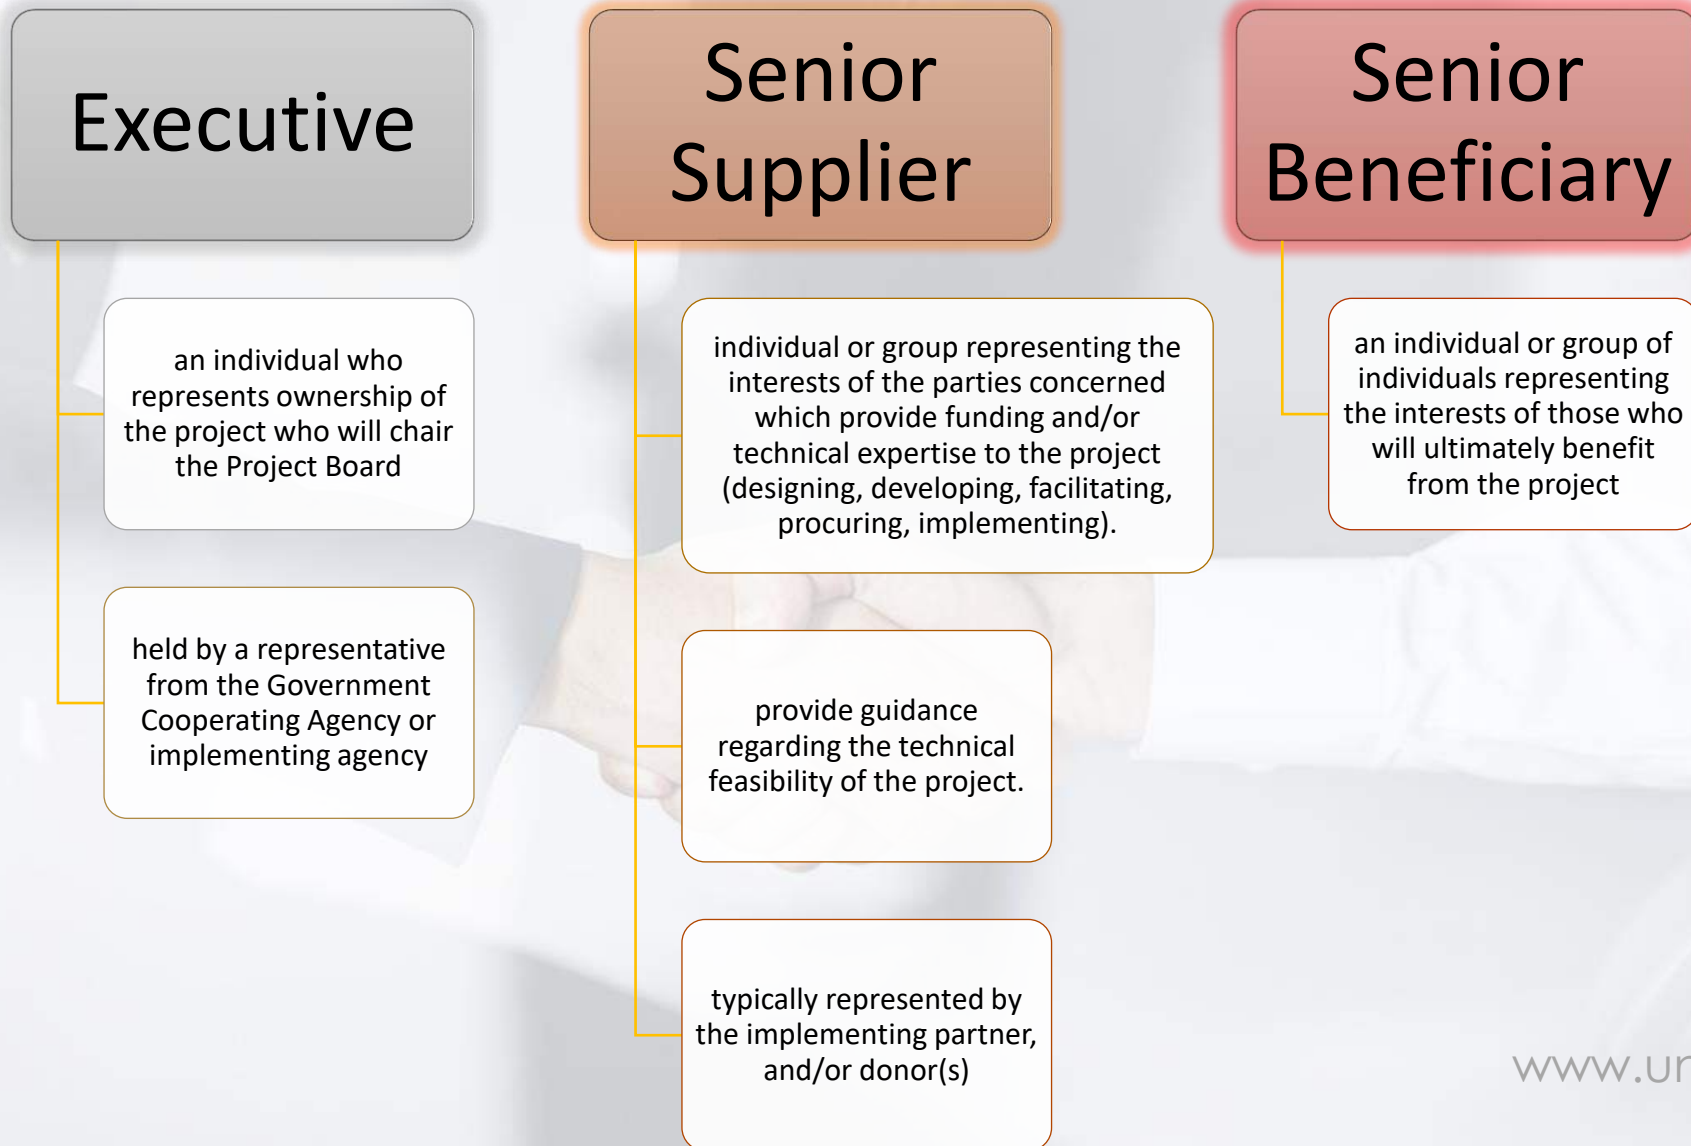 Executive
an individual who
represents ownership of
the project who will chair
the Project Board
held by a representative
from the Government
Cooperating Agency or
implementing agency
Senior
Supplier
individual or group representing the
interests of the parties concerned
which provide funding and/or
technical expertise to the project
(designing, developing, facilitating,
procuring, implementing).
provide guidance
regarding the technical
feasibility of the project.
typically represented by
the implementing partner,
and/or donor(s)
Senior
Beneficiary
an individual or group of
individuals representing
the interests of those who
will ultimately benefit
from the project